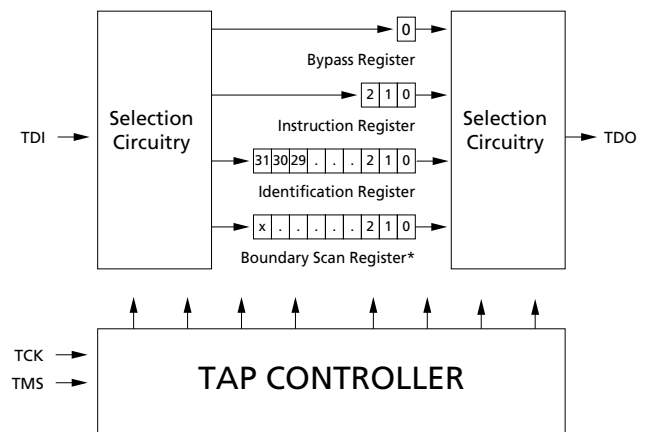 0
Bypass Register
2 1 0
Selection
Circuitry
Selection
Circuitry
Instruction Register
TDI
TDO
31 30 29 . . . 2 1 0
Identification Register
x . . . . . 2 1 0
Boundary Scan Register*
TCK
TMS
TAP CONTROLLER